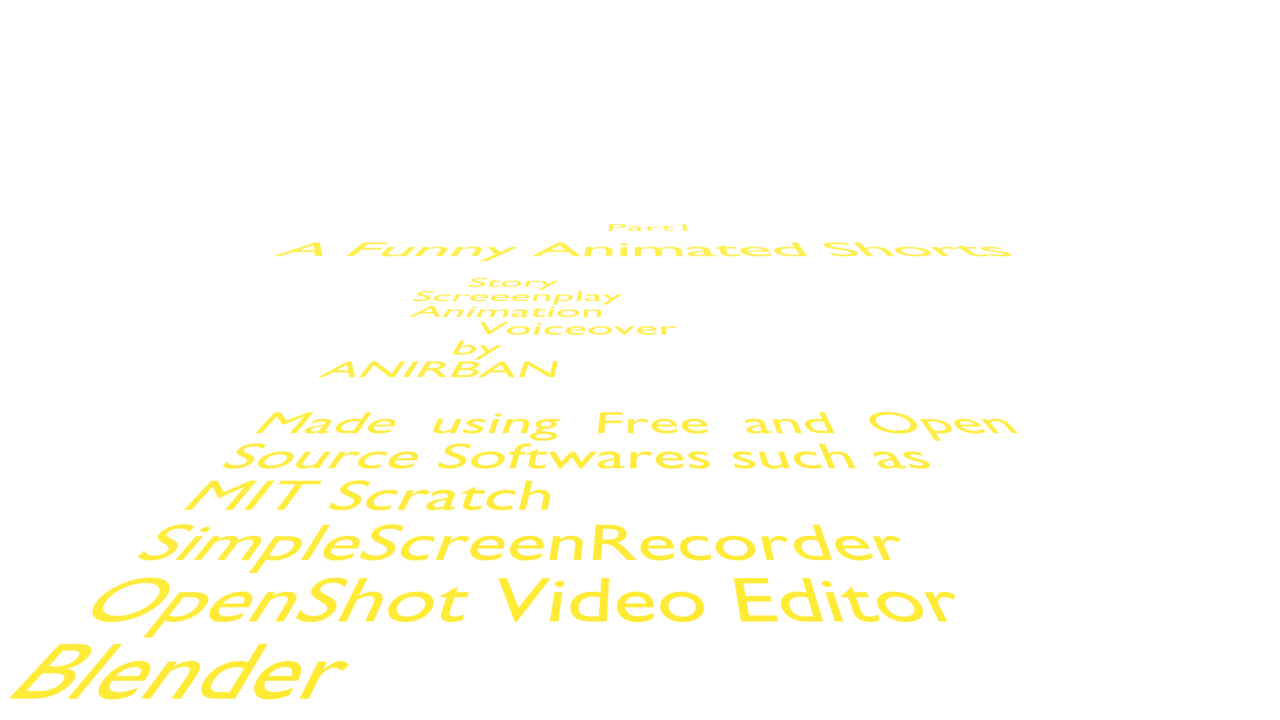 Part I
A Funny Animated Shorts
Story
Screeenplay
Animation
Voiceover
by
ANIRBAN
Made using Free and Open
Source Softwares such as
MIT Scratch
SimpleScreenRecorder
OpenShot Video Editor
Blender